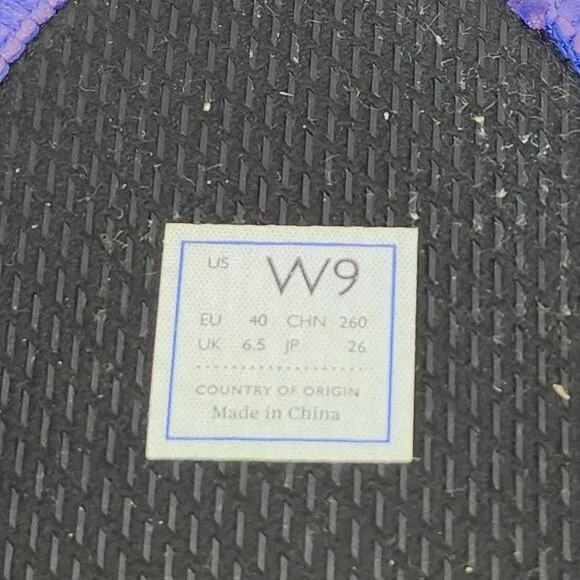 US W9
EU 40 CHN 260
UK 6.5 JP 26
COUNTRY OF ORIGIN
Made in China